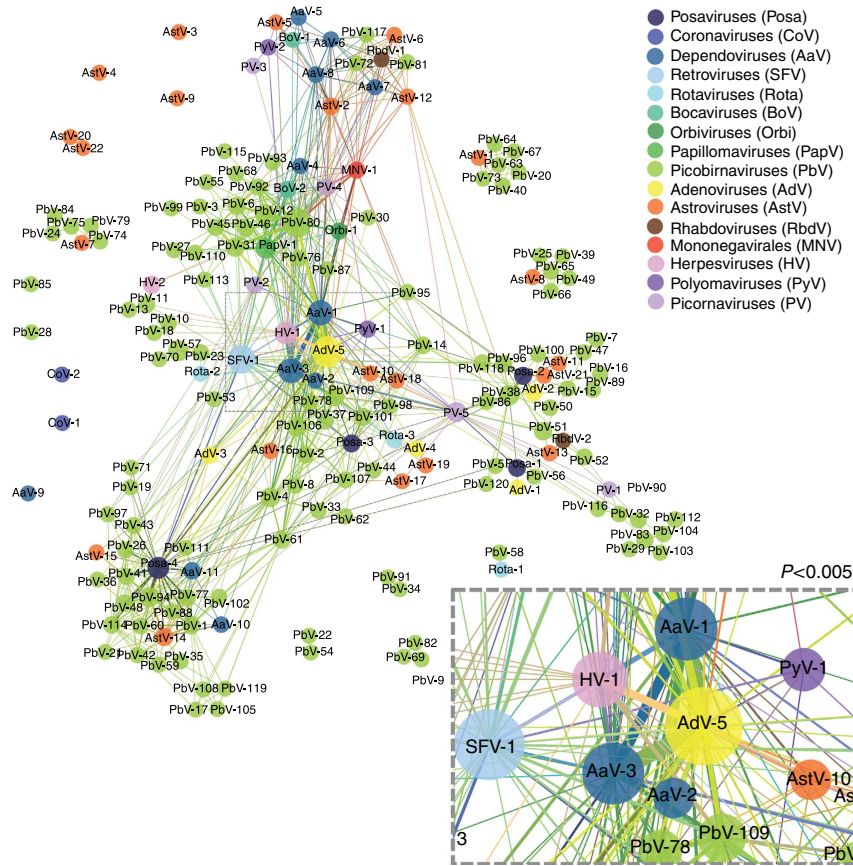 Posaviruses (Posa)
Coronaviruses (CoV)
Dependoviruses (AaV)
Retroviruses (SFV)
Rotaviruses (Rota)
Bocaviruses (BoV)
Orbiviruses (Orbi)
Papillomaviruses (PapV)
Picobirnaviruses (PbV)
Adenoviruses (AdV)
Astroviruses (AstV)
Rhabdoviruses (RbdV)
Mononegavirales (MNV)
Herpesviruses (HV)
Polyomaviruses (PyV)
Picornaviruses (PV)
AstV-3
AstV-5
AaV-5
BoV-1
PyV-2
AaV-6
PbV-117
AstV-6
RbdV-1
PV-3
PbV-72
PbV-81
AstV-4
AaV-8
AaV-7
AstV-9
AstV-2
AstV-12
AstV-20
AstV-22
PbV-115
PbV-93
PbV-68
AaV-4
MNV-1
PbV-55
PbV-92
BoV-2
PV-4
PbV-64
PbV-67
AstV-1
PbV-63
PbV-73
PbV-20
PbV-40
PbV-84
PbV-75
PbV-79
PbV-24
PbV-74
AstV-7
PbV-99
PbV-3
PbV-6
PbV-12
PbV-45
PbV-46
PbV-80
PbV-30
Orbi-1
PbV-27
PbV-31
PapV-1
PbV-110
PbV-76
PbV-87
PbV-25
PbV-39
PbV-65
AstV-8
PbV-49
PbV-66
PbV-85
HV-2
PbV-113
PV-2
PbV-11
PbV-13
PbV-95
PbV-28
PbV-10
PbV-18
AaV-1
HV-1
PyV-1
PbV-57
PbV-70
PbV-23
SFV-1
AdV-5
PbV-14
Rota-2
AaV-3
AaV-2
AstV-10
AstV-18
PbV-7
PbV-100
PbV-47
PbV-96
AstV-11
PbV-118
Posa-2
AstV-21
PbV-16
PbV-89
PbV-38
AdV-2
PbV-15
PbV-86
PbV-50
CoV-2
CoV-1
PbV-53
PbV-109
PbV-78
PbV-98
PbV-37
PbV-101
PV-5
PbV-106
PbV-51
RbdV-2
AdV-3
AstV-16
Posa-3
Rota-3
AdV-4
AstV-13
PbV-52
PbV-2
PbV-44
AstV-19
PbV-5
Posa-1
PbV-71
PbV-8
PbV-107
AstV-17
PbV-120
PbV-56
AdV-1
PV-1
PbV-90
AaV-9
PbV-19
PbV-4
PbV-33
PbV-62
PbV-116
PbV-32
PbV-112
PbV-97
PbV-43
PbV-83
PbV-104
PbV-29
PbV-103
PbV-61
PbV-26
PbV-111
AstV-15
Posa-4
PbV-58
Rota-1
PbV-41
AaV-11
PbV-36
PbV-91
PbV-34
PbV-94
PbV-77
PbV-48
PbV-88
PbV-102
PbV-114
PbV-60
PbV-1
AaV-10
AstV-14
PbV-22
PbV-54
PbV-82
PbV-69
PbV-21
PbV-42
PbV-35
PbV-59
PbV-9
PbV-108
PbV-119
PbV-17
PbV-105
P<0.005
AaV-1
HV-1
PyV-1
AdV-5
SFV-1
AaV-3
AstV-10
AaV-2
PbV-109
PbV-78
3